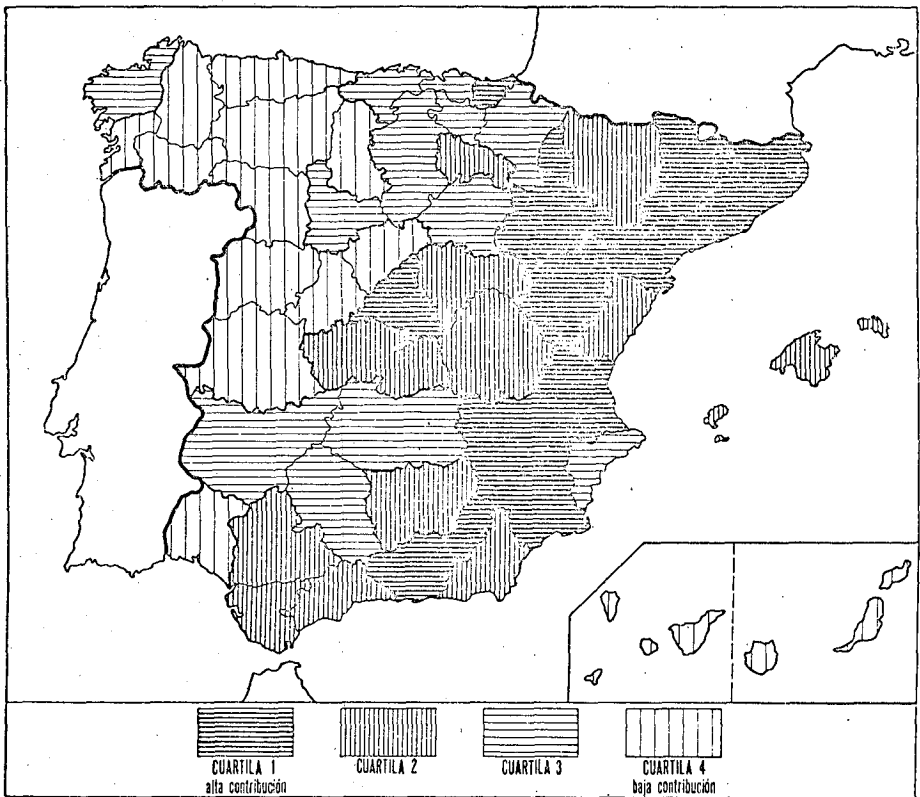 CUARTILA 1
alta contribución
CUARTILA 2
CUARTILA 3
CUARTILA 4
baja contribución